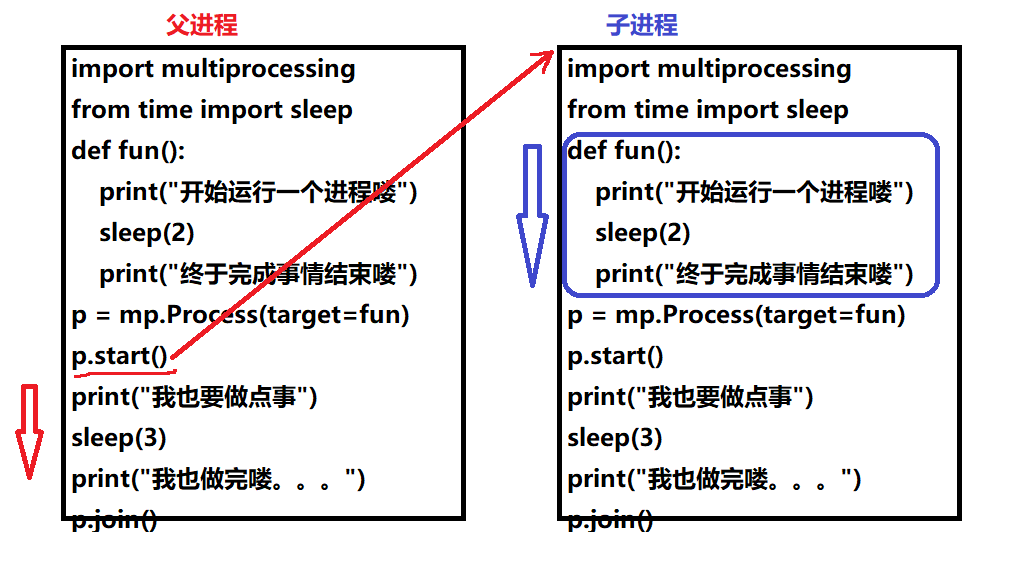 父进程
import multiprocessing
from time import sleep
def fun():
    print("开始运行一个进程喽")
    sleep(2)
    print("终于完成事情结束喽")
p = mp.Process(target=fun)
p.start()
print("我也要做点事")
sleep(3)
print("我也做完喽。。。")
p.join()
子进程
import multiprocessing
from time import sleep
def fun():
    print("开始运行一个进程喽")
    sleep(2)
    print("终于完成事情结束喽")
p = mp.Process(target=fun)
p.start()
print("我也要做点事")
sleep(3)
print("我也做完喽。。。")
p.join()